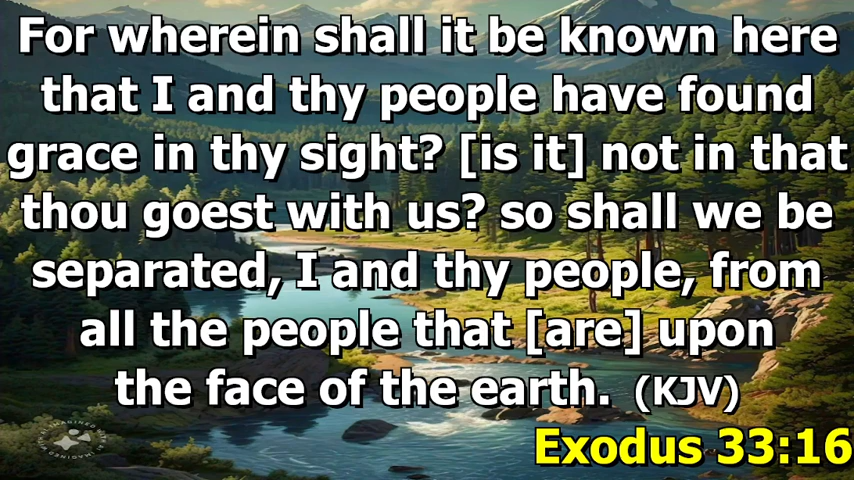 For wherein shall it be known here
that I and thy people have found
grace in thy sight? [is it] not in that
thou goest with us? so shall we be
separated, I and thy people, from
all the people that [are] upon
the face of the earth. (KJV)
Exodus 33:16